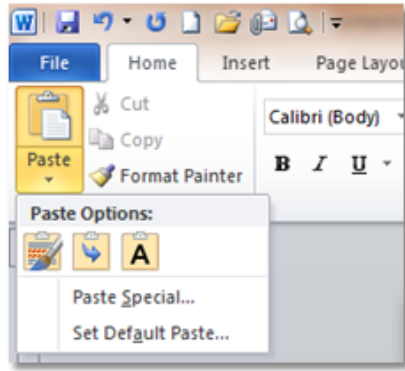 W
File Home Insert Page Layou
Cut
Calibri (Body)
Copy
Paste
Format Painter
B I U
Paste Options:
A
Paste Special...
Set Default Paste...